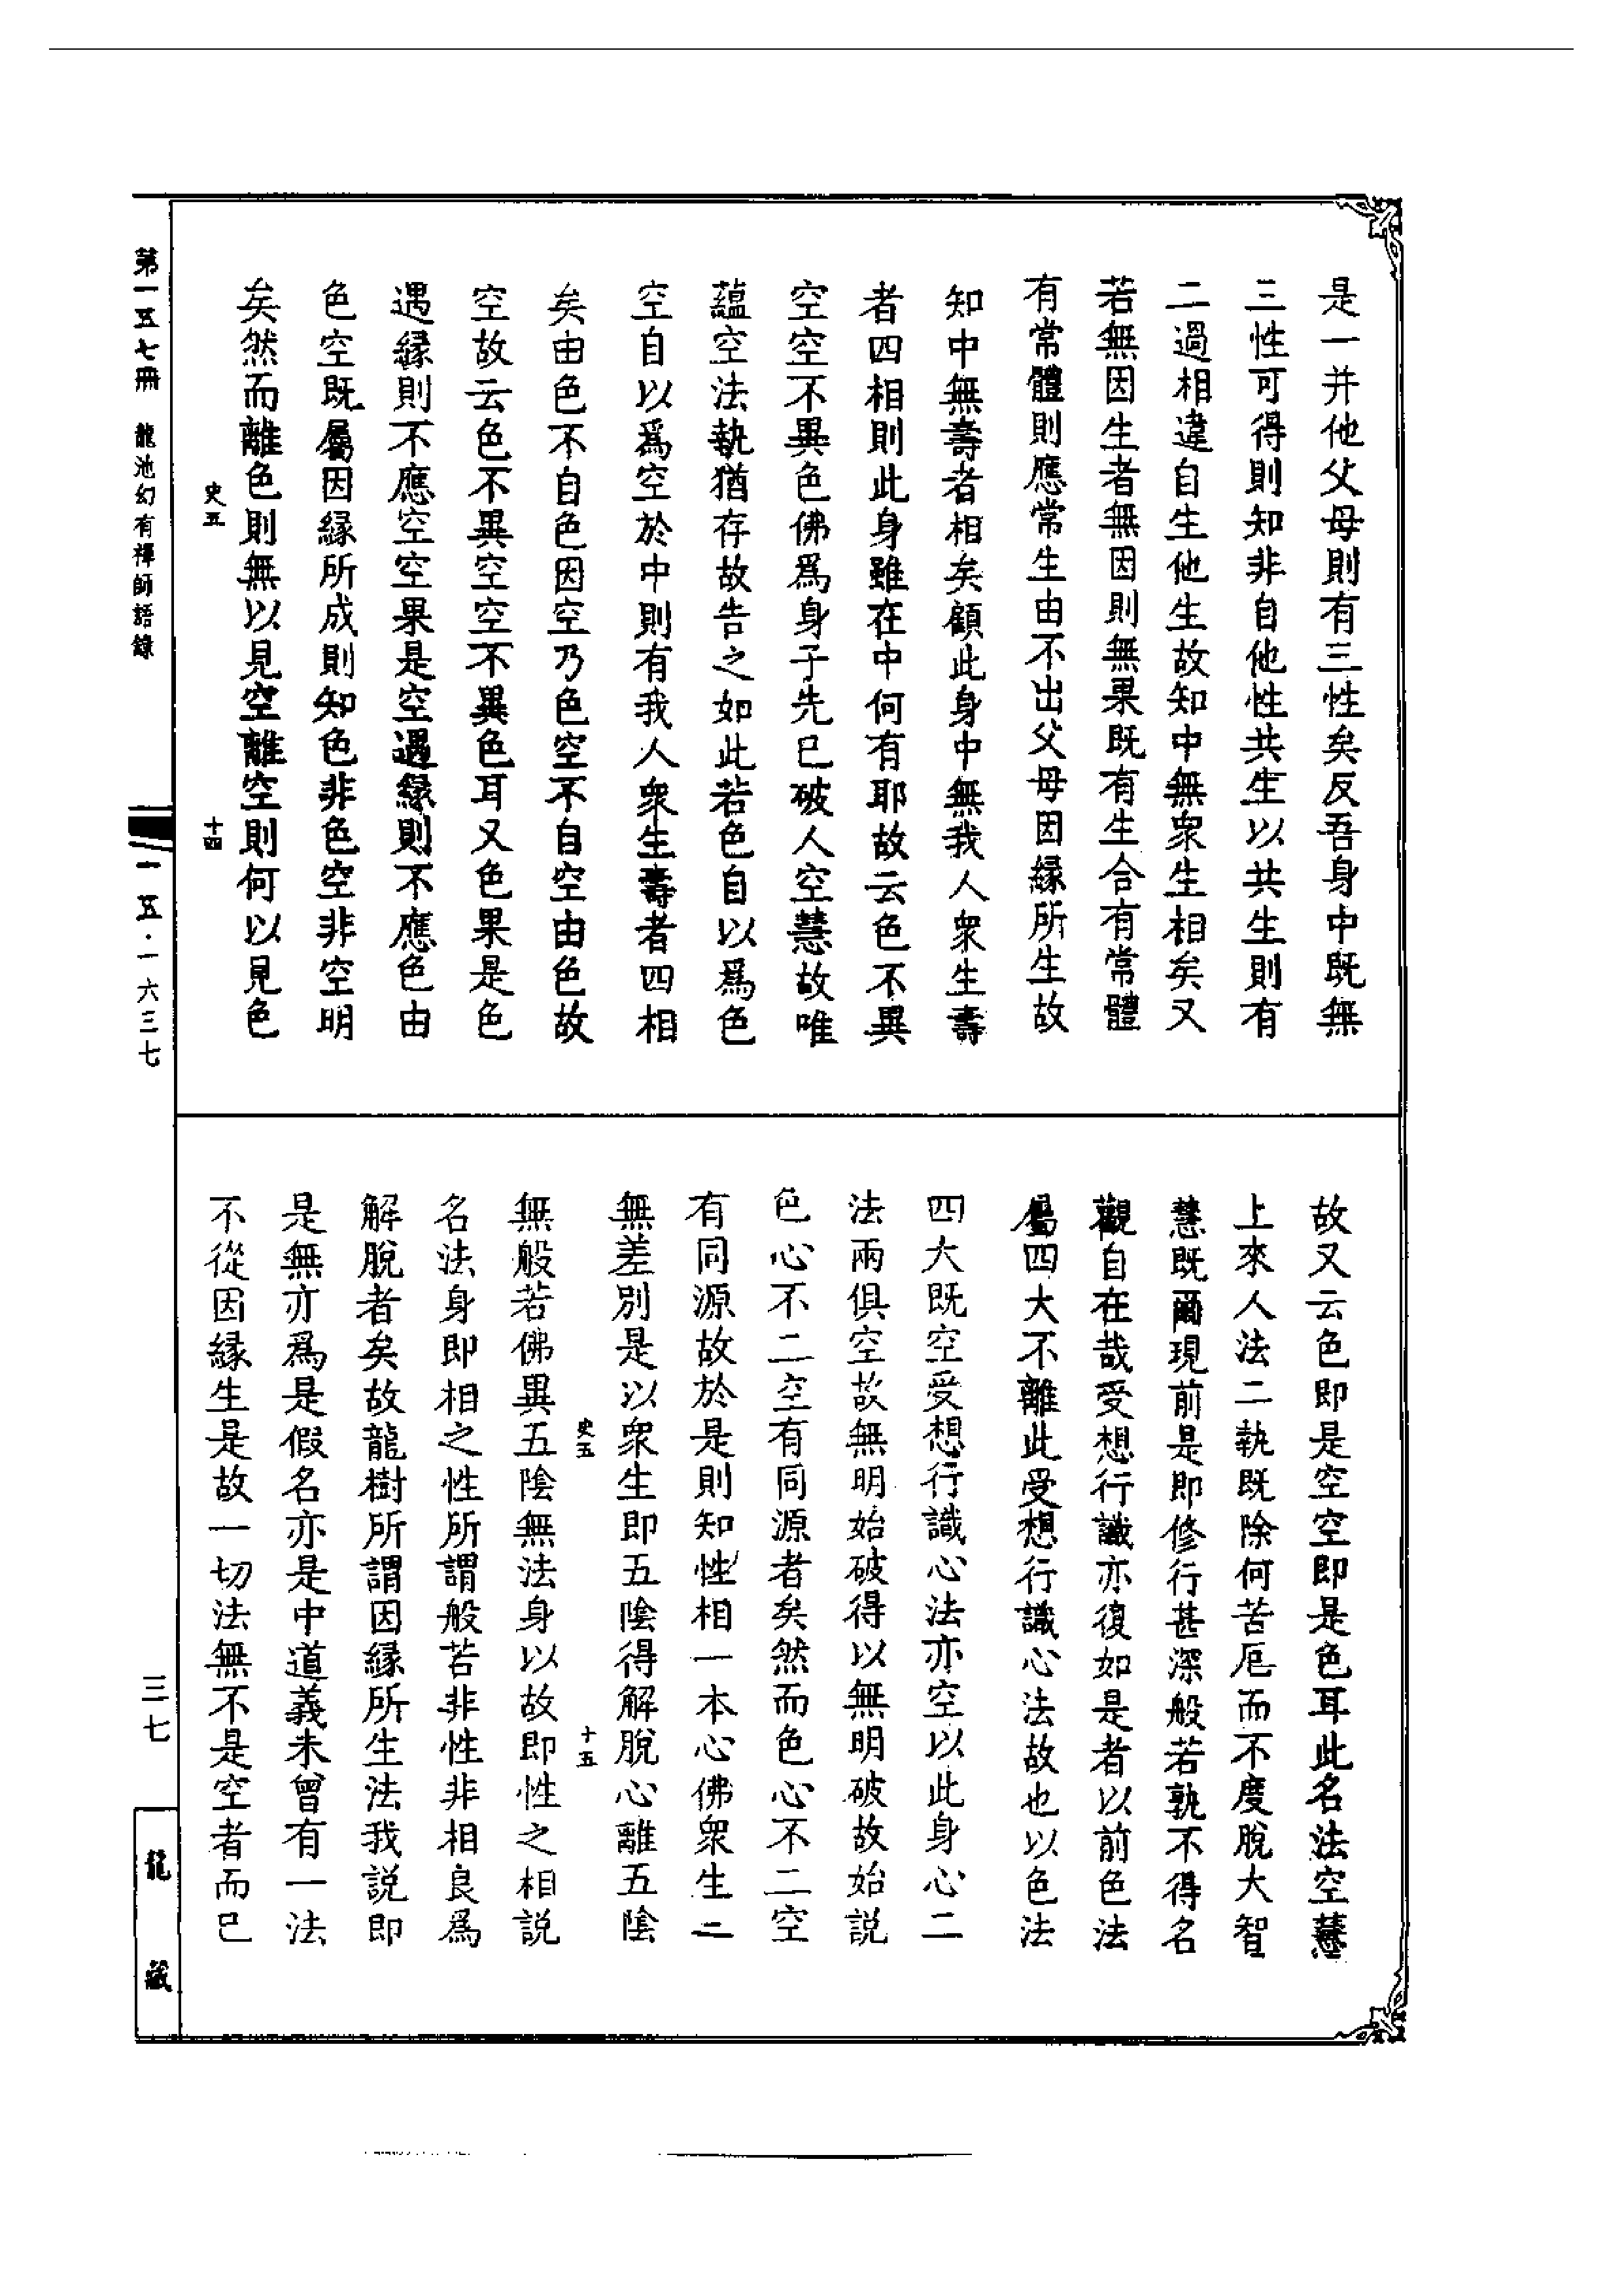 是一并他父母則有三性矣反吾身中既無
三性可得則知非自他性共生以共生則有
二過相違自生他生故知中無衆生相矣又
若無因生者無因則無果既有生合有常體
有常體則應常生由不出父母因緣所生故
知中無壽者相矣顧此身中無我人衆生壽
者四相則此身雖在中何有耶故云色不異
空空不異色佛爲身子先已破人空慧故唯
蘊空法執猶存故告之如此若色自以爲色
空自以爲空於中則有我人衆生壽者四相
矣由色不自色因空乃色空不自空由色故
空故云色不異空空不異色耳又色果是色
遇緣則不應空空果是空遇緣則不應色由
色空既屬因緣所成則知色非色空非空明
矣然而離色則無以見空離空則何以見色
史五
十四
故又云色即是空空即是色耳此名法空慧
上來人法二執既除何苦厄而不度脫大智
慧既爾現前是即修行甚深般若孰不得名
觀自在哉受想行識亦復如是者以前色法
屬四大不離此受想行識心法故也以色法
四大既空受想行識心法亦空以此身心二
法兩俱空故無明始破得以無明破故始説
色心不二空有同源者矣然而色心不二空
有同源故於是則知性相一本心佛衆生二
無差別是以衆生即五陰得解脫心離五陰
史五
十五
無般若佛異五陰無法身以故即性之相説
名法身即相之性所謂般若非性非相良爲
解脫者矣故龍樹所謂因緣所生法我説即
是無亦爲是假名亦是中道義未曾有一法
不從因緣生是故一切法無不是空者而已
第一五七冊 龍池幻有禪師語錄
一五·一六三七
三七
龍藏